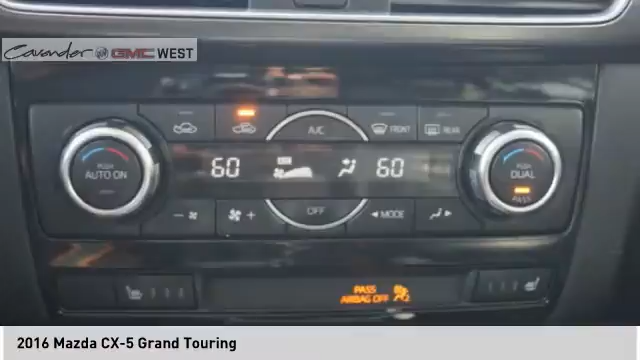 Cavender GMC WEST
A/C
FRONT
REAR
PUSH
AUTO ON
60
60
PUSH
DUAL
PASS
OFF
MODE
PASS
AIRBAG OFF
2016 Mazda CX-5 Grand Touring